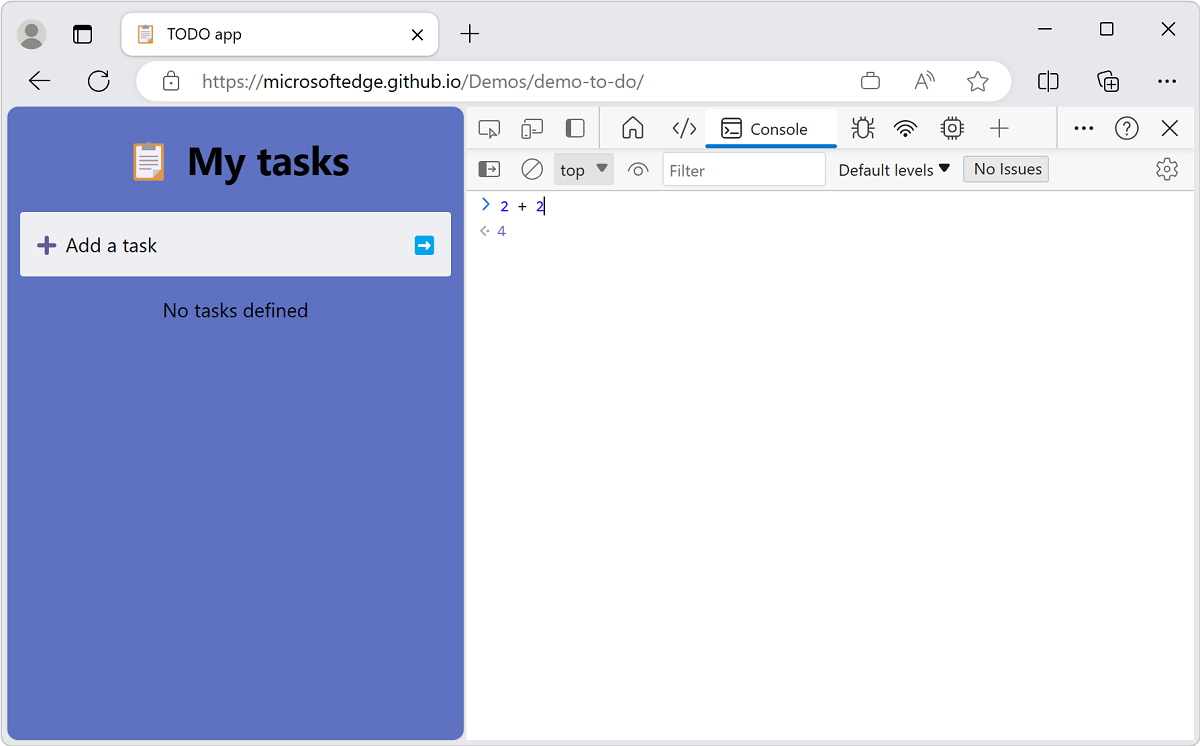 TODO app
https://microsoftedge.github.io/Demos/demo-to-do/
My tasks
Add a task
No tasks defined
Console
top
Filter
Default levels
No Issues
> 2 + 2
4